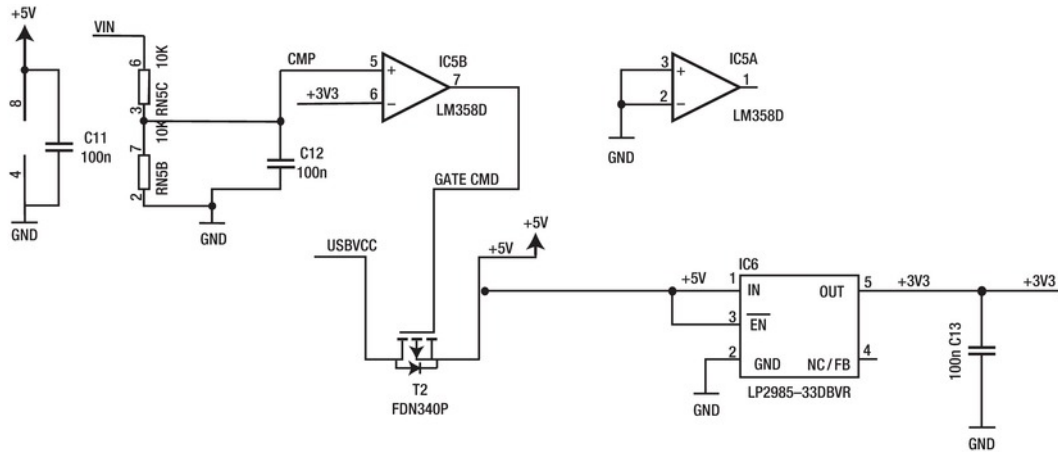 +5V
VIN
8
C11
100n
4
GND
6
10K
RN5C
3
10K
7
RN5B
2
GND
CMP
+3V3
C12
100n
5
+
6
−
IC5B
7
LM358D
GATE CMD
3
+
2
−
IC5A
1
LM358D
GND
USBVCC
+5V
+5V
T2
FDN340P
+5V
IC6
1
IN
OUT
5
+3V3
+3V3
3
EN
2
GND
NC/FB
4
GND
LP2985–33DBVR
100n C13
GND